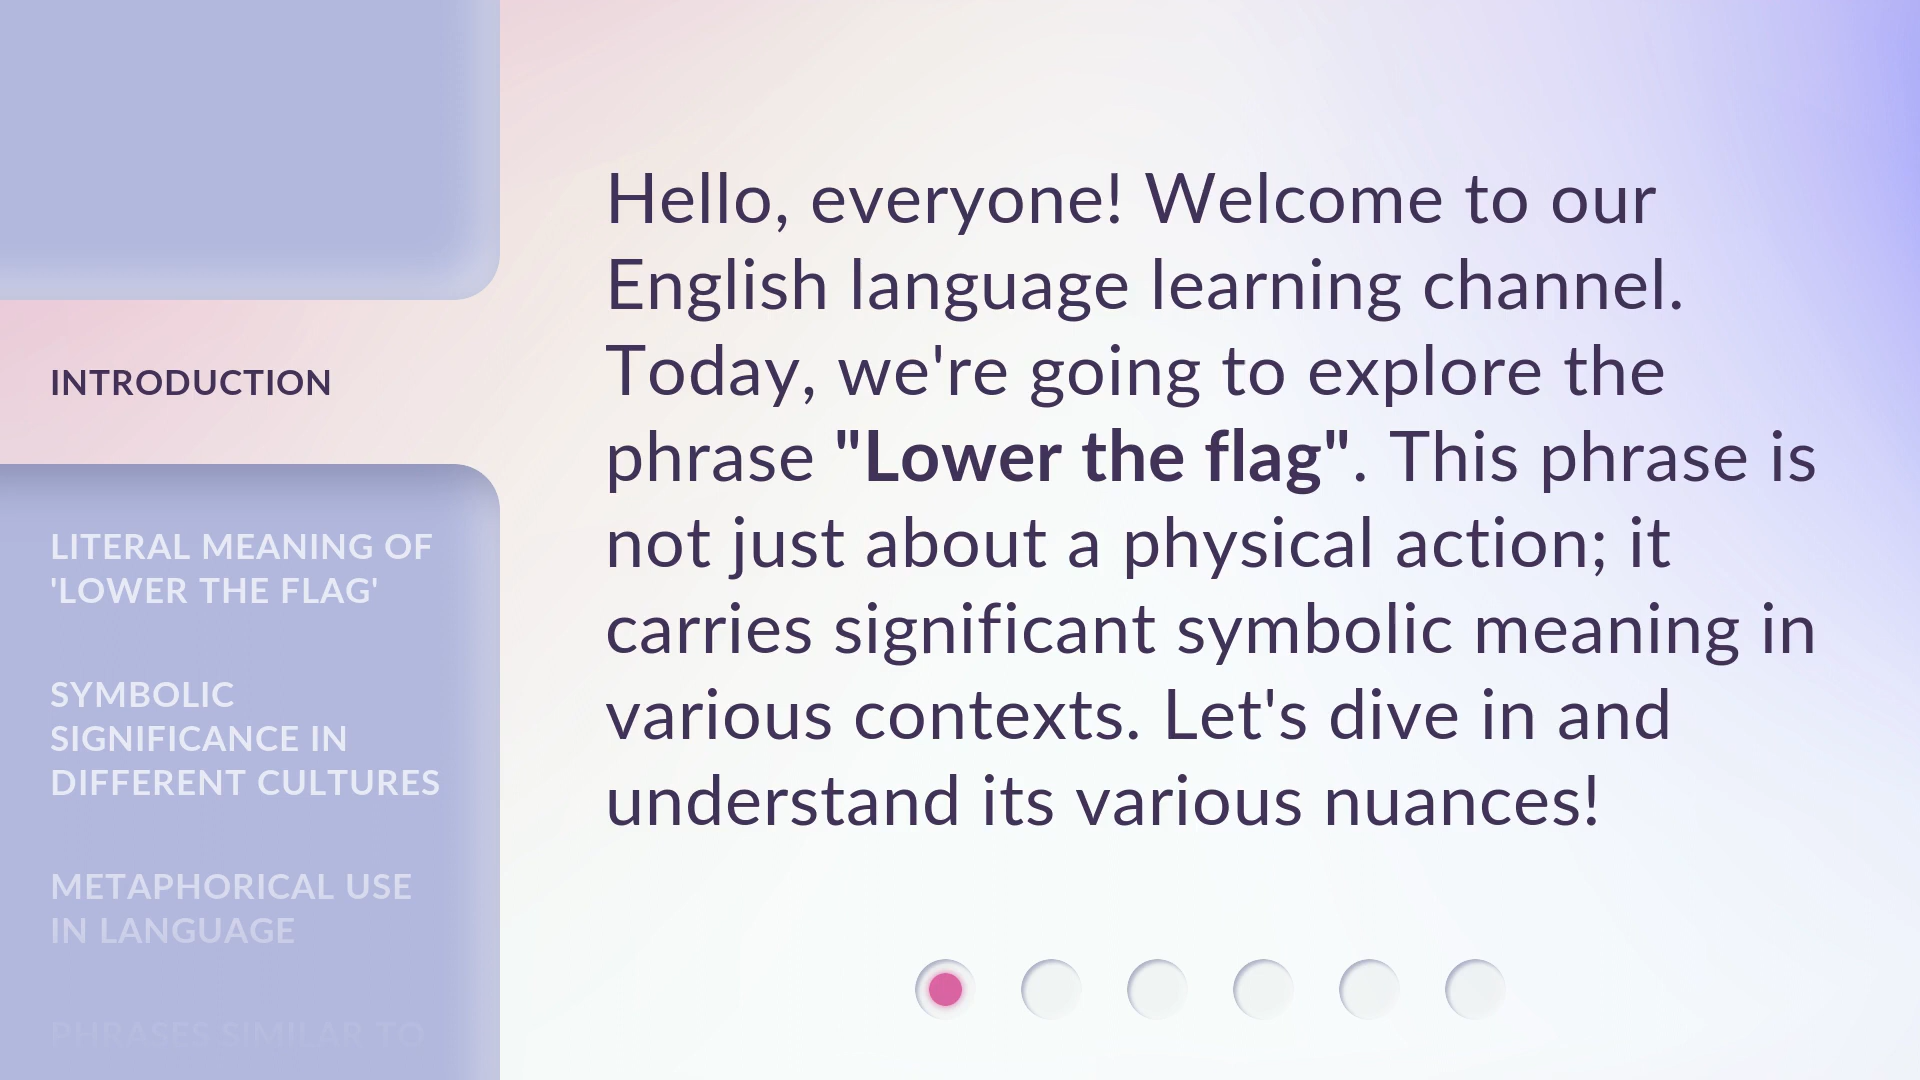 INTRODUCTION
LITERAL MEANING OF
'LOWER THE FLAG'
SYMBOLIC
SIGNIFICANCE IN
DIFFERENT CULTURES
METAPHORICAL USE
IN LANGUAGE
PHRASES SIMILAR TO
Hello, everyone! Welcome to our
English language learning channel.
Today, we're going to explore the
phrase "Lower the flag". This phrase is
not just about a physical action; it
carries significant symbolic meaning in
various contexts. Let's dive in and
understand its various nuances!